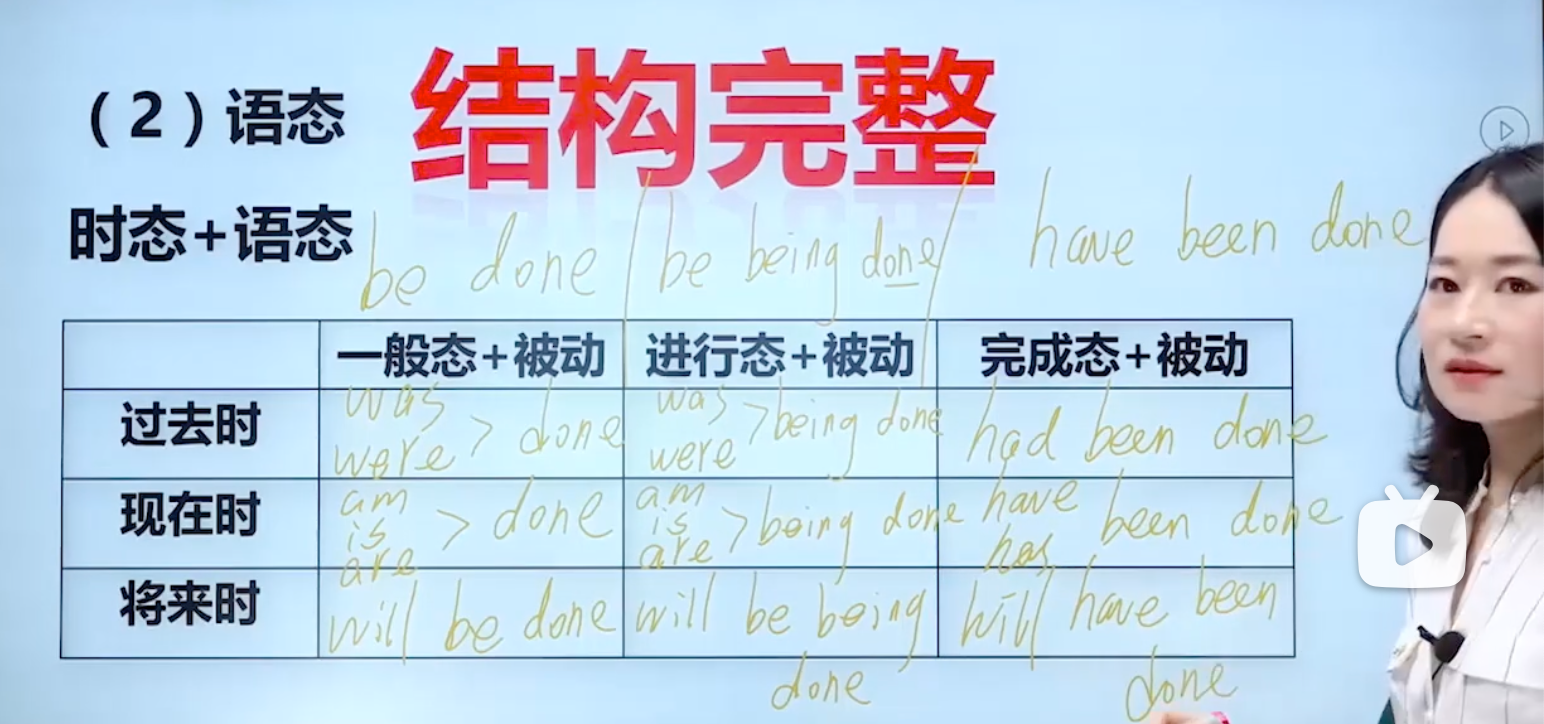 结构完整
（2）语态
时态+语态
be done / be being done / have been done
一般态+被动 进行态+被动 完成态+被动
过去时
was
were > done
was
were > being done
had been done
现在时
am
is
are > done
am
is
are > being done
have
has been done
将来时
will be done
will be being
done
will have been
done